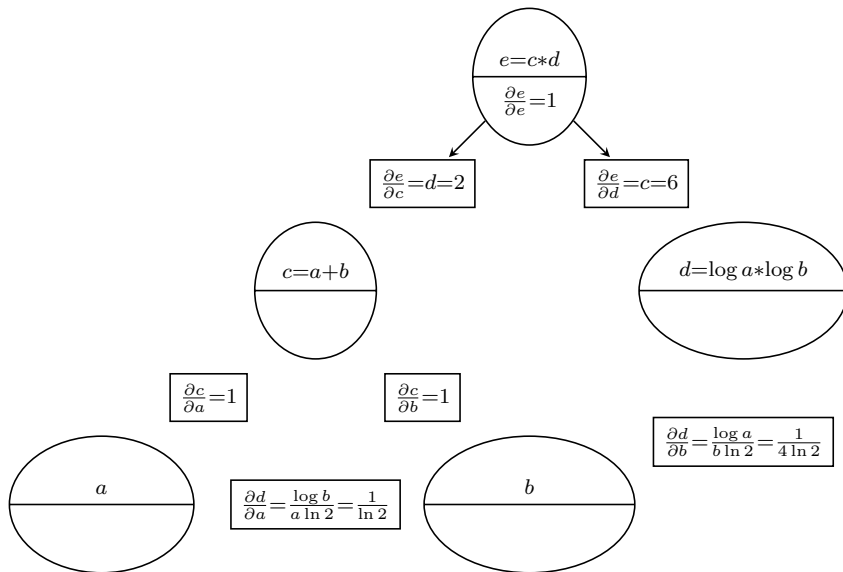 e=c*d
∂e/∂e=1
∂e/∂c=d=2
∂e/∂d=c=6
c=a+b
d=log a*log b
∂c/∂a=1
∂c/∂b=1
∂d/∂b=log a/b ln 2=1/4 ln 2
a
b
∂d/∂a=log b/a ln 2=1/ln 2